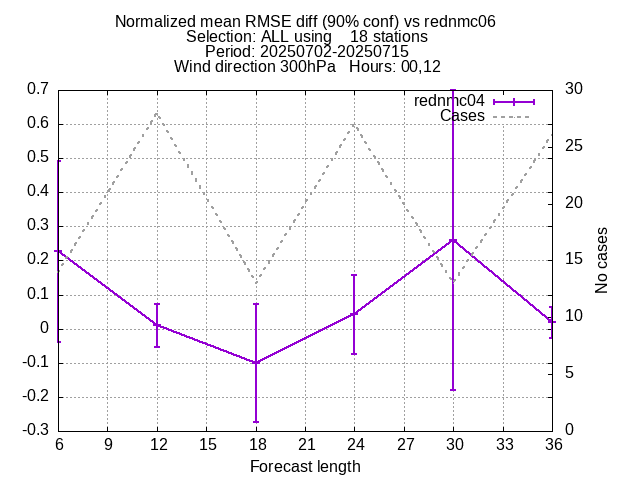 Normalized mean RMSE diff (90% conf) vs rednmc06
Selection: ALL using    18 stations
Period: 20250702-20250715
Wind direction 300hPa   Hours: 00,12
rednmc04
Cases
0.7
0.6
0.5
0.4
0.3
0.2
0.1
0
-0.1
-0.2
-0.3
30
25
20
15
10
5
0
No cases
6 9 12 15 18 21 24 27 30 33 36
Forecast length